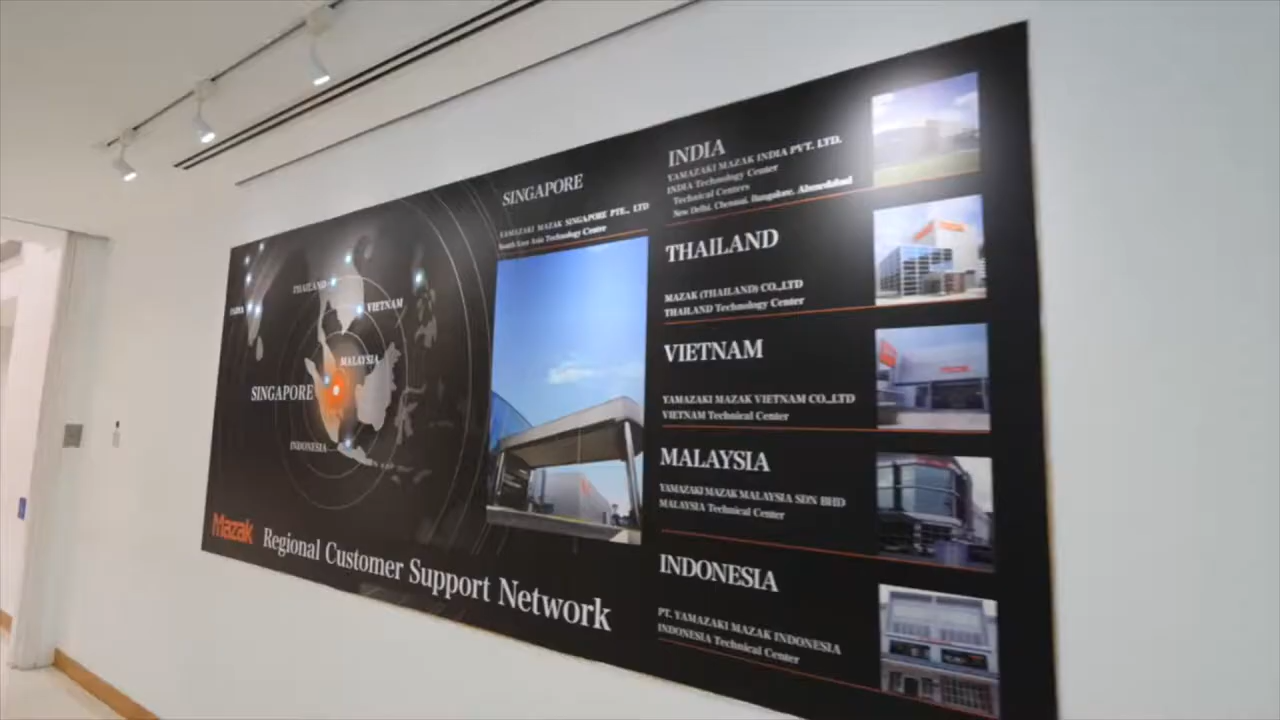 INDIA
THAILAND
VIETNAM
MALAYSIA
SINGAPORE
INDONESIA
Mazak
Regional Customer Support Network
SINGAPORE
YAMAZAKI MAZAK SINGAPORE PTE., LTD
South East Asia Technology Centre
INDIA
YAMAZAKI MAZAK INDIA PVT. LTD.
INDIA Technology Center
Technical Centers
New Delhi, Chennai, Bangalore, Ahmedabad
THAILAND
MAZAK (THAILAND) CO.,LTD
THAILAND Technology Center
VIETNAM
YAMAZAKI MAZAK VIETNAM CO.,LTD
VIETNAM Technical Center
MALAYSIA
YAMAZAKI MAZAK MALAYSIA SDN BHD
MALAYSIA Technical Center
INDONESIA
PT. YAMAZAKI MAZAK INDONESIA
INDONESIA Technical Center